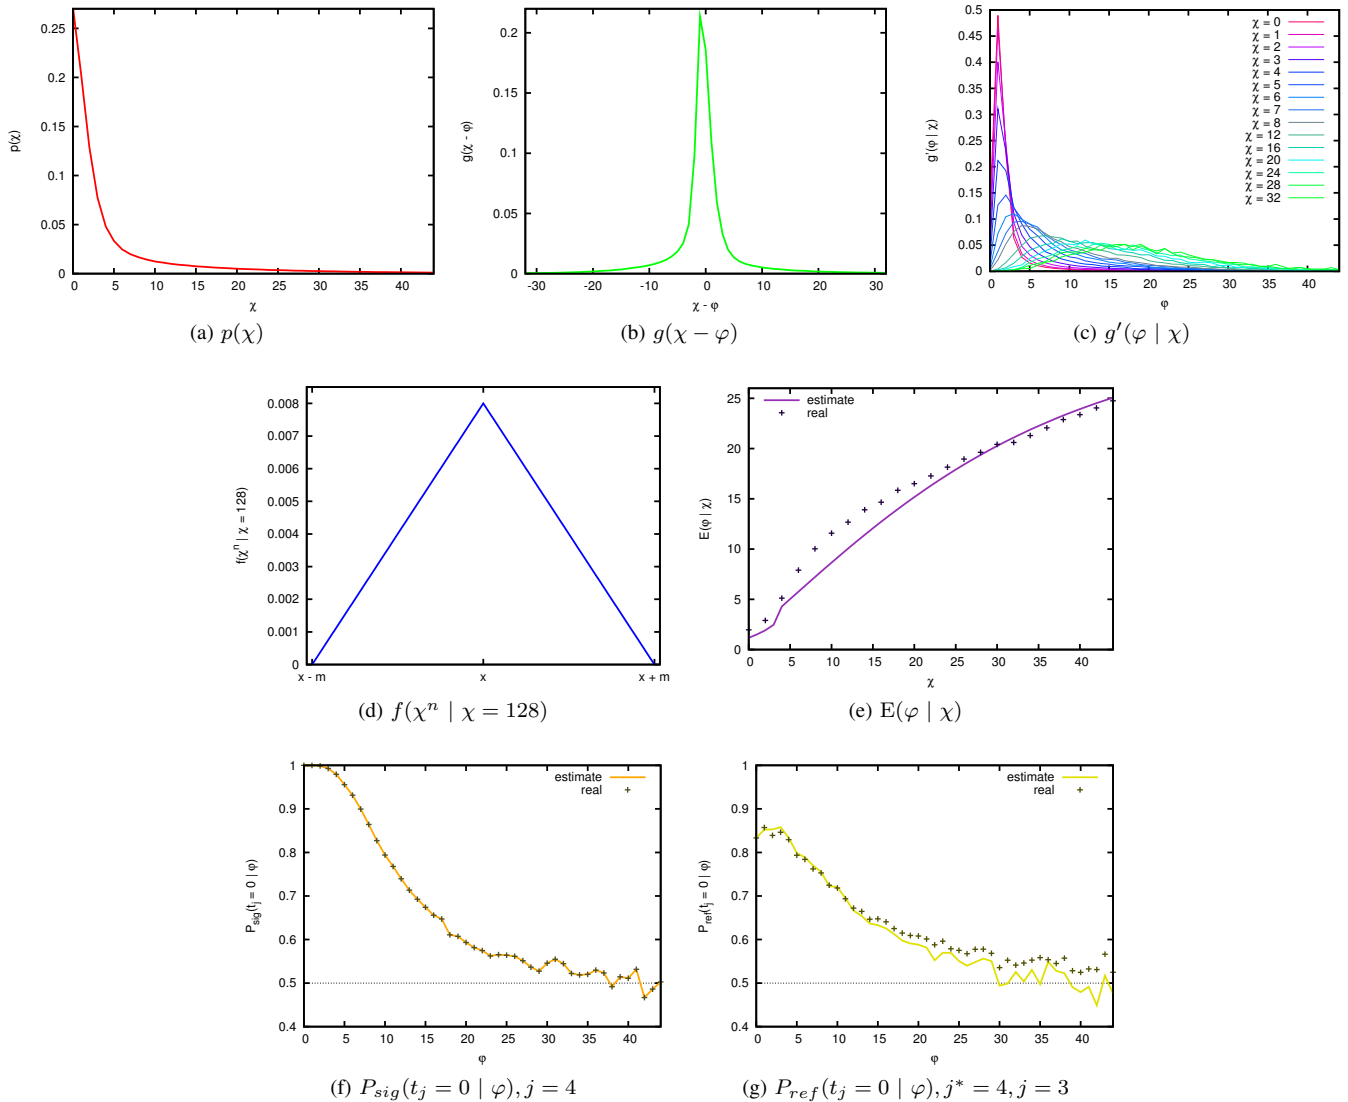 0.25
0.2
0.15
0.1
0.05
0
p(χ)
0 5 10 15 20 25 30 35 40
χ
(a) p(χ)
0.2
0.15
0.1
0.05
0
g(χ - φ)
-30 -20 -10 0 10 20 30
χ - φ
(b) g(χ − φ)
0.5
0.45
0.4
0.35
0.3
0.25
0.2
0.15
0.1
0.05
0
g'(φ | χ)
χ = 0
χ = 1
χ = 2
χ = 3
χ = 4
χ = 5
χ = 6
χ = 7
χ = 8
χ = 12
χ = 16
χ = 20
χ = 24
χ = 28
χ = 32
0 5 10 15 20 25 30 35 40
φ
(c) g′(φ | χ)
0.008
0.007
0.006
0.005
0.004
0.003
0.002
0.001
0
f(χⁿ | χ = 128)
x - m x x + m
(d) f(χⁿ | χ = 128)
25
20
15
10
5
0
E(φ | χ)
estimate
real
0 5 10 15 20 25 30 35 40
χ
(e) E(φ | χ)
1
0.9
0.8
0.7
0.6
0.5
0.4
P_sig(t_j = 0 | φ)
estimate
real
0 5 10 15 20 25 30 35 40
φ
(f) P_sig(t_j = 0 | φ), j = 4
1
0.9
0.8
0.7
0.6
0.5
0.4
P_ref(t_j = 0 | φ)
estimate
real
0 5 10 15 20 25 30 35 40
φ
(g) P_ref(t_j = 0 | φ), j* = 4, j = 3